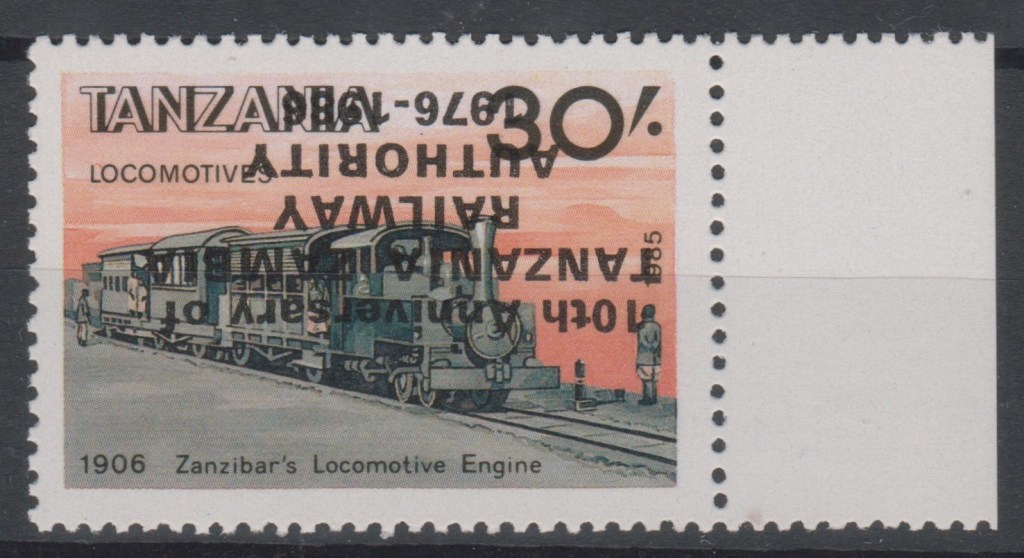 TANZANIA 30/·
LOCOMOTIVES
1985
1906 Zanzibar's Locomotive Engine
10th Anniversary of
TANZANIA ZAMBIA
RAILWAY
AUTHORITY
1976-1986